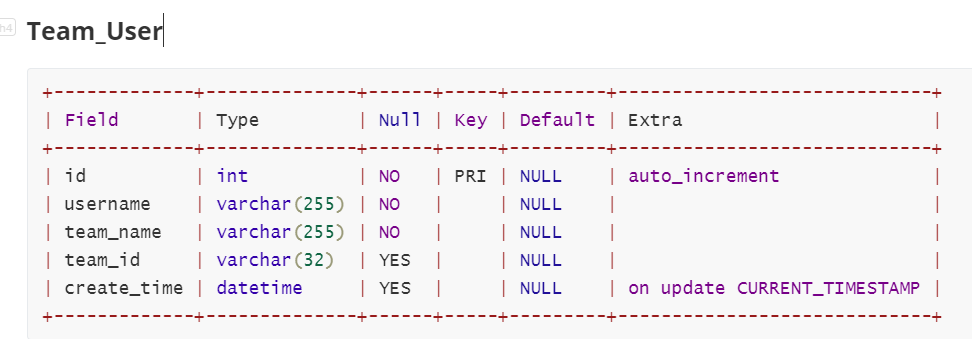 h4
Team_User
+-------------+--------------+------+-----+---------+-----------------------------+
| Field       | Type         | Null | Key | Default | Extra                       |
+-------------+--------------+------+-----+---------+-----------------------------+
| id          | int          | NO   | PRI | NULL    | auto_increment              |
| username    | varchar(255) | NO   |     | NULL    |                             |
| team_name   | varchar(255) | NO   |     | NULL    |                             |
| team_id     | varchar(32)  | YES  |     | NULL    |                             |
| create_time | datetime     | YES  |     | NULL    | on update CURRENT_TIMESTAMP |
+-------------+--------------+------+-----+---------+-----------------------------+